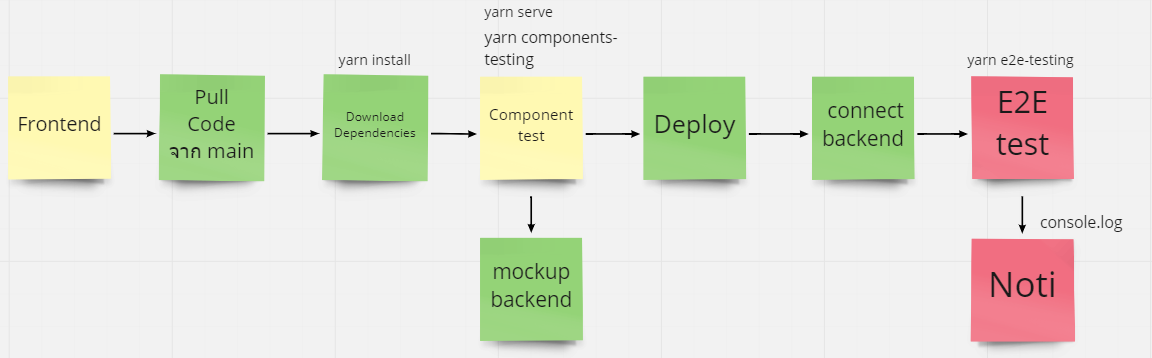 yarn serve
yarn components-
testing
yarn install
yarn e2e-testing
Frontend
Pull
Code
จาก main
Download
Dependencies
Component
test
Deploy
connect
backend
E2E
test
mockup
backend
console.log
Noti